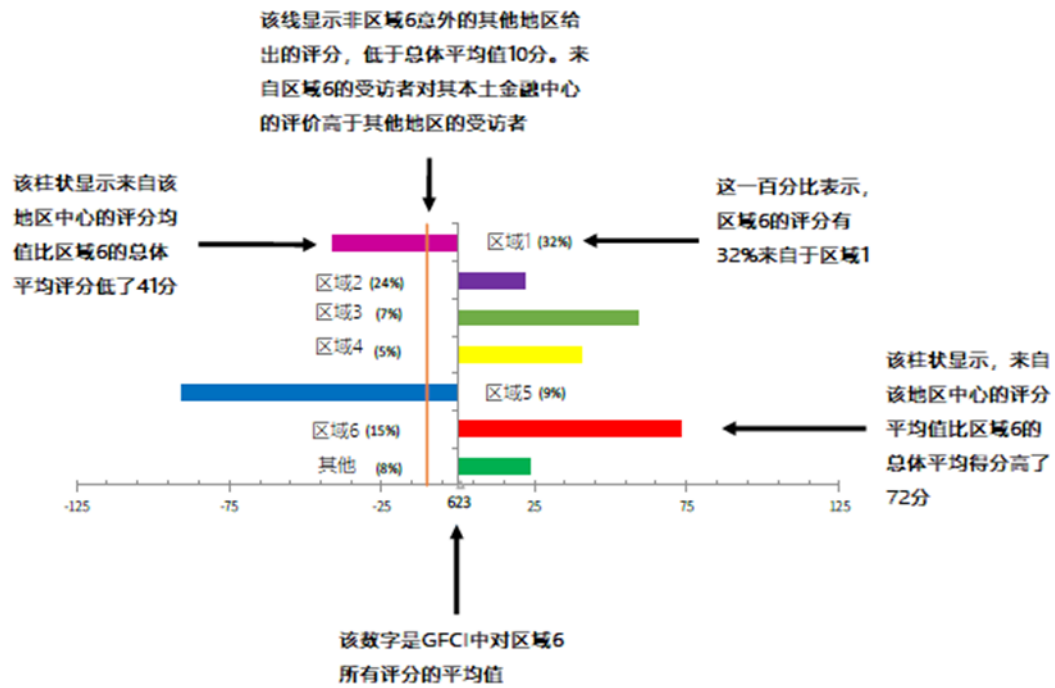 该线显示非区域6意外的其他地区给
出的评分，低于总体平均值10分。来
自区域6的受访者对其本土金融中心
的评价高于其他地区的受访者
该柱状显示来自该
地区中心的评分均
值比区域6的总体
平均评分低了41分
这一百分比表示，
区域6的评分有
32%来自于区域1
区域1 (32%)
区域2 (24%)
区域3 (7%)
区域4 (5%)
区域5 (9%)
区域6 (15%)
其他 (8%)
该柱状显示，来自
该地区中心的评分
平均值比区域6的
总体平均得分高了
72分
-125 -75 -25 623 25 75 125
该数字是GFCI中对区域6
所有评分的平均值